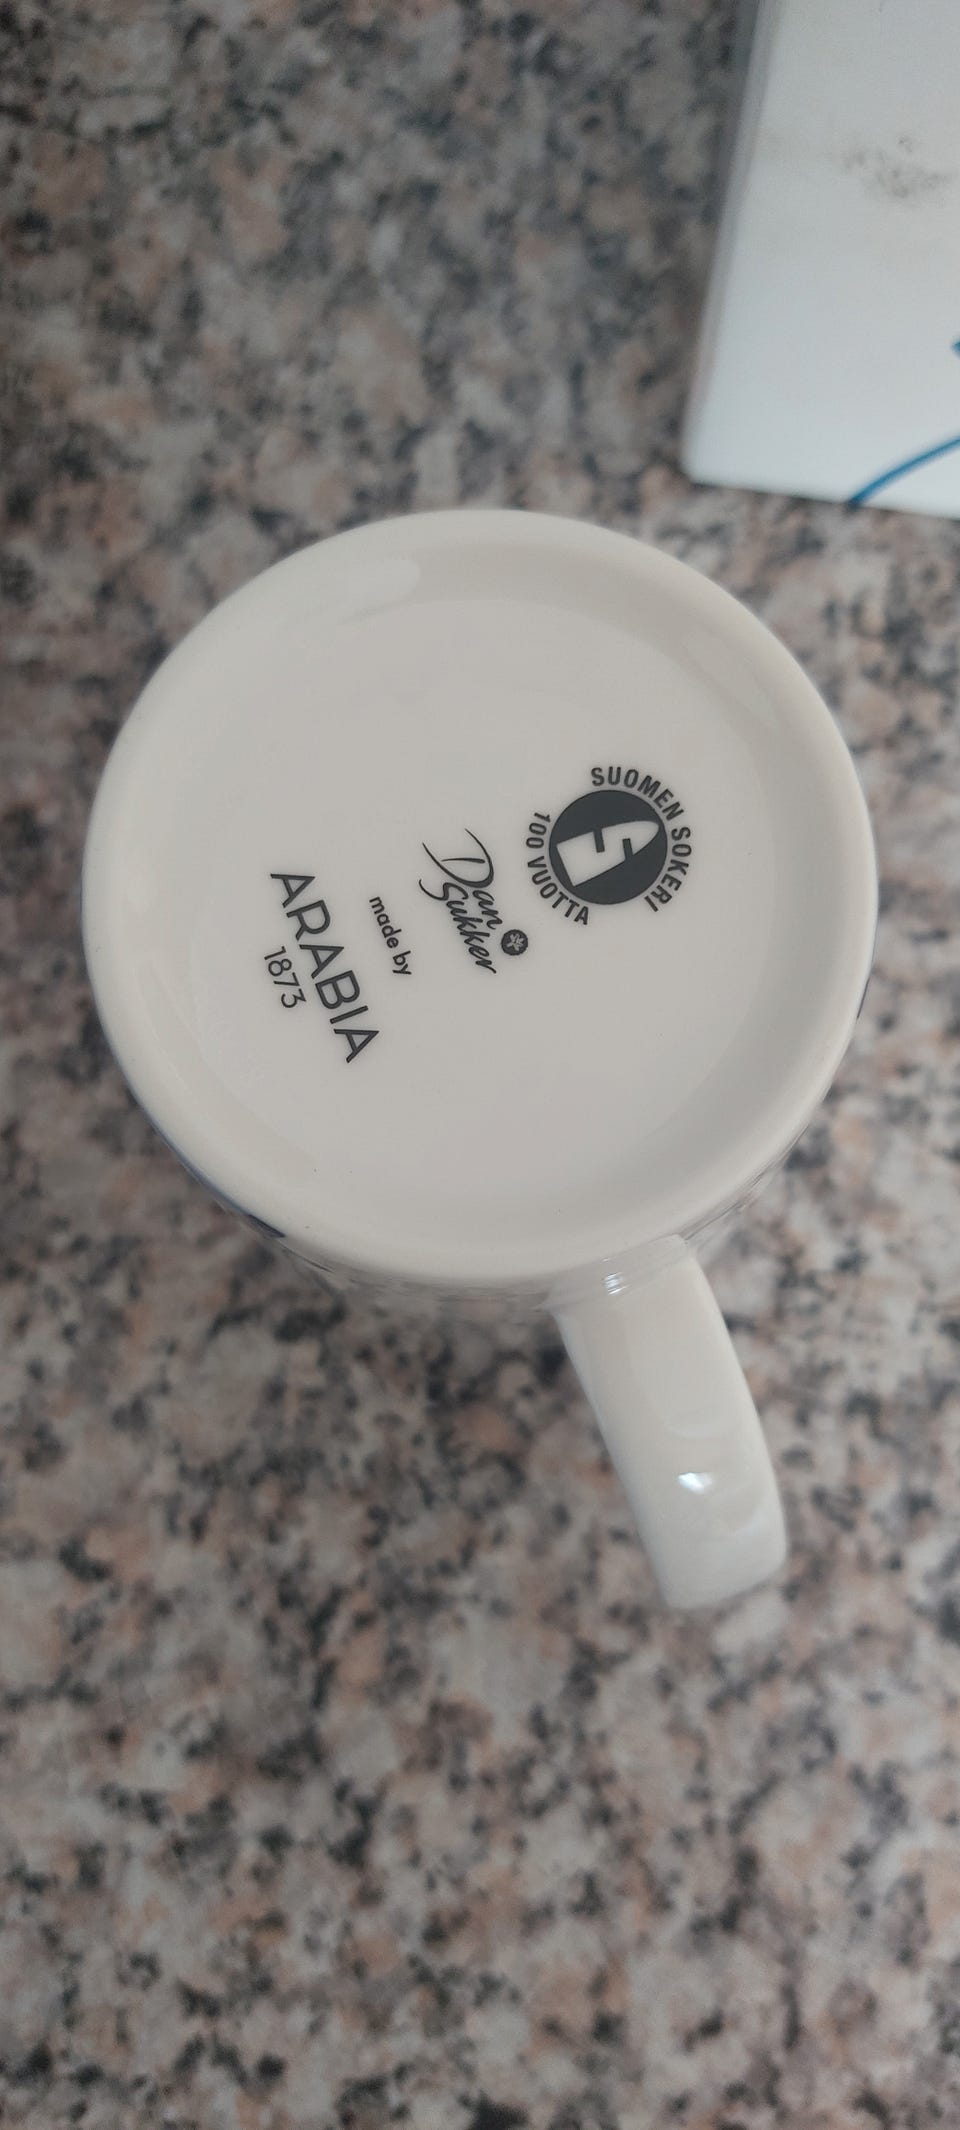 SUOMEN SOKERI
100 VUOTTA
Dan
Sukker
made by
ARABIA
1873